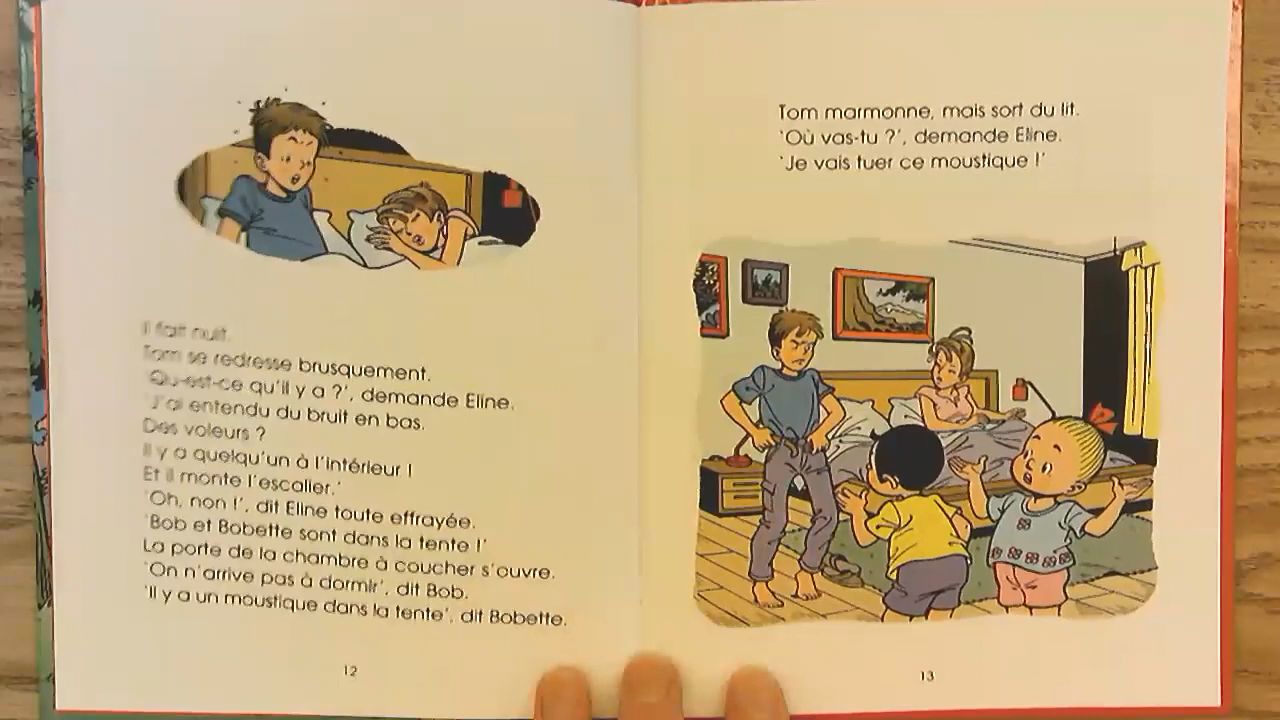 Il fait nuit.
Tom se redresse brusquement.
'Qu-est-ce qu'il y a ?', demande Eline.
'J'ai entendu du bruit en bas.
Des voleurs ?
Il y a quelqu'un à l'intérieur !
Et il monte l'escalier.'
'Oh, non !', dit Eline toute effrayée.
'Bob et Bobette sont dans la tente !'
La porte de la chambre à coucher s'ouvre.
'On n'arrive pas à dormir', dit Bob.
'Il y a un moustique dans la tente', dit Bobette.
12
Tom marmonne, mais sort du lit.
'Où vas-tu ?', demande Eline.
'Je vais tuer ce moustique !'
13